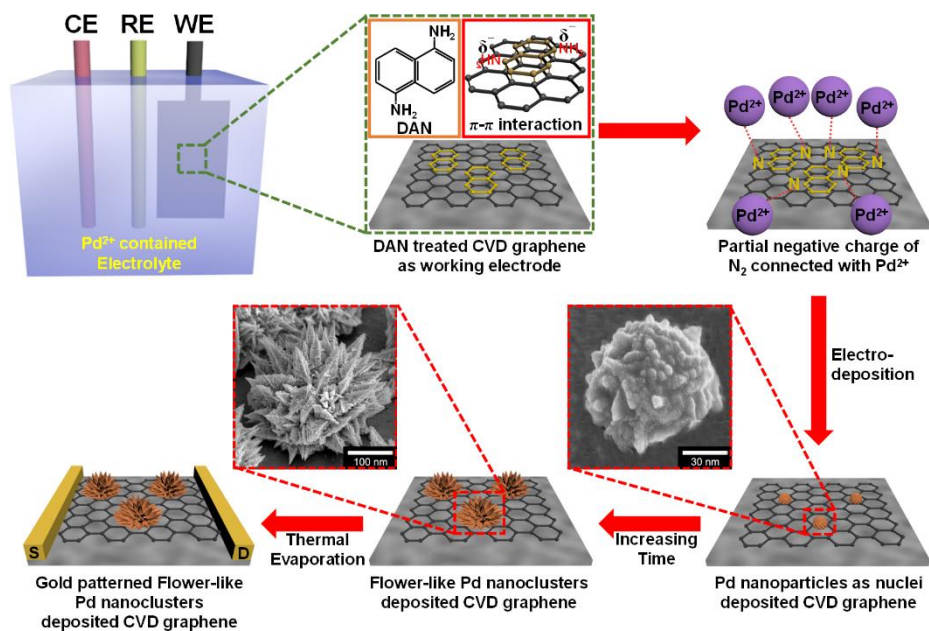 CE RE WE
Pd²⁺ contained
Electrolyte
NH₂
NH₂
DAN
δ⁻
δ⁻
NH₂
NH₂
π-π interaction
DAN treated CVD graphene
as working electrode
Pd²⁺
Pd²⁺
Pd²⁺
Pd²⁺
N
N
N
N
N
N
Pd²⁺
Pd²⁺
Partial negative charge of
N₂ connected with Pd²⁺
Electro-
deposition
100 nm
30 nm
S
D
Thermal
Evaporation
Increasing
Time
Gold patterned Flower-like
Pd nanoclusters
deposited CVD graphene
Flower-like Pd nanoclusters
deposited CVD graphene
Pd nanoparticles as nuclei
deposited CVD graphene